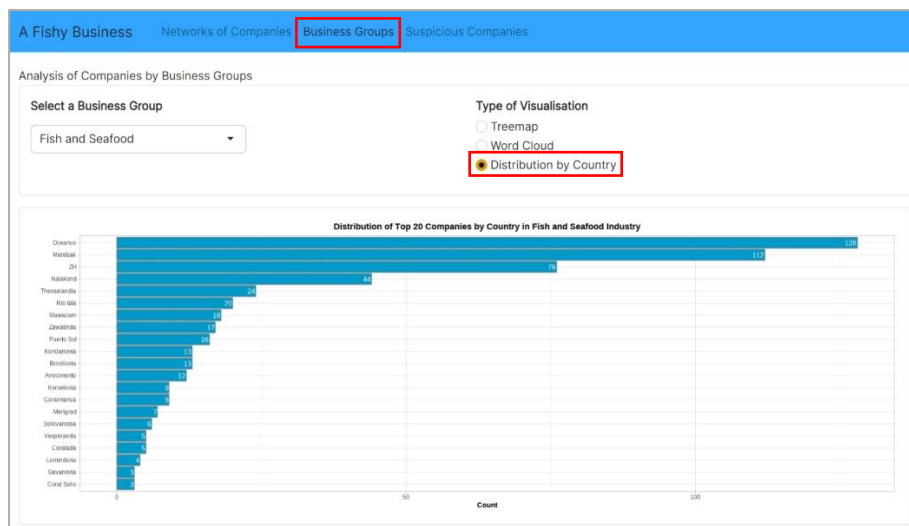 A Fishy Business Networks of Companies Business Groups Suspicious Companies
Analysis of Companies by Business Groups
Select a Business Group
Fish and Seafood
Type of Visualisation
Treemap
Word Cloud
Distribution by Country
Distribution of Top 20 Companies by Country in Fish and Seafood Industry
Oceanus 128
Marebak 112
ZH 76
Nalakond 44
Thessalandia 24
Rio Isla 20
Mawazam 18
Zawalinda 17
Puerto Sol 16
Kondanovia 13
Brindisola 13
12
9
Coralmarica 9
Merigrad 7
Solovarossa 6
Vesperanda 5
Coralada 5
Lumindoria 4
3
Coral Solis 3
0 50 100
Count